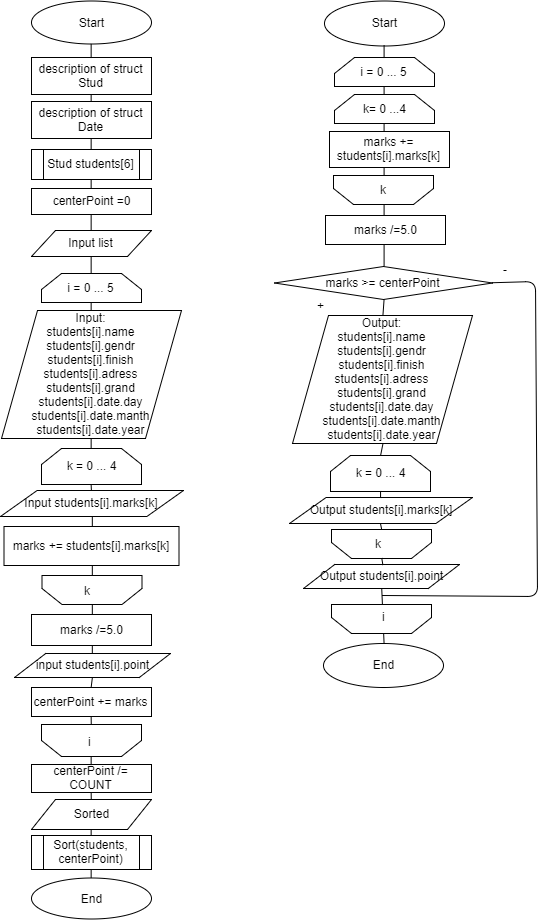 Start
description of struct
Stud
description of struct
Date
Stud students[6]
centerPoint =0
Input list
i = 0 ... 5
Input:
students[i].name
students[i].gendr
students[i].finish
students[i].adress
students[i].grand
students[i].date.day
students[i].date.manth
students[i].date.year
k = 0 ... 4
Input students[i].marks[k]
marks += students[i].marks[k]
k
marks /=5.0
Input students[i].point
centerPoint += marks
i
centerPoint /=
COUNT
Sorted
Sort(students,
centerPoint)
End
Start
i = 0 ... 5
k= 0 ...4
marks +=
students[i].marks[k]
k
marks /=5.0
marks >= centerPoint
-
+
Output:
students[i].name
students[i].gendr
students[i].finish
students[i].adress
students[i].grand
students[i].date.day
students[i].date.manth
students[i].date.year
k = 0 ... 4
Output students[i].marks[k]
k
Output students[i].point
i
End